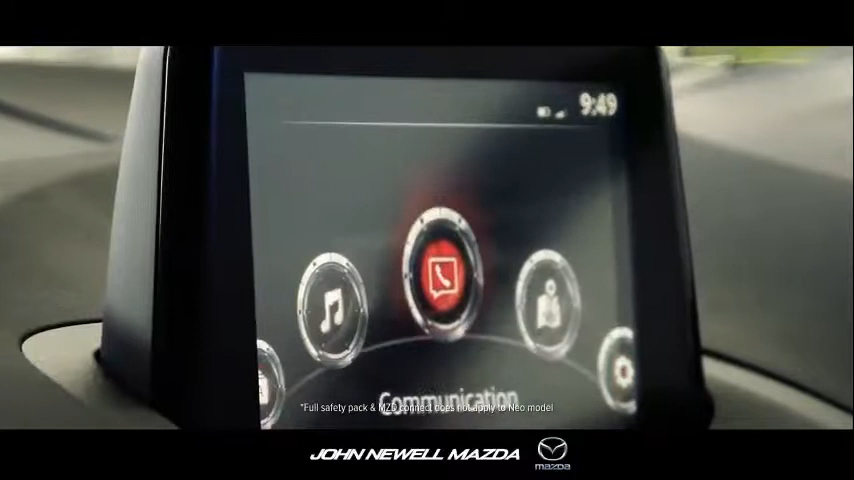 9:49
Communication
*Full safety pack & MZD connect does not apply to Neo model
JOHN NEWELL MAZDA
mazda